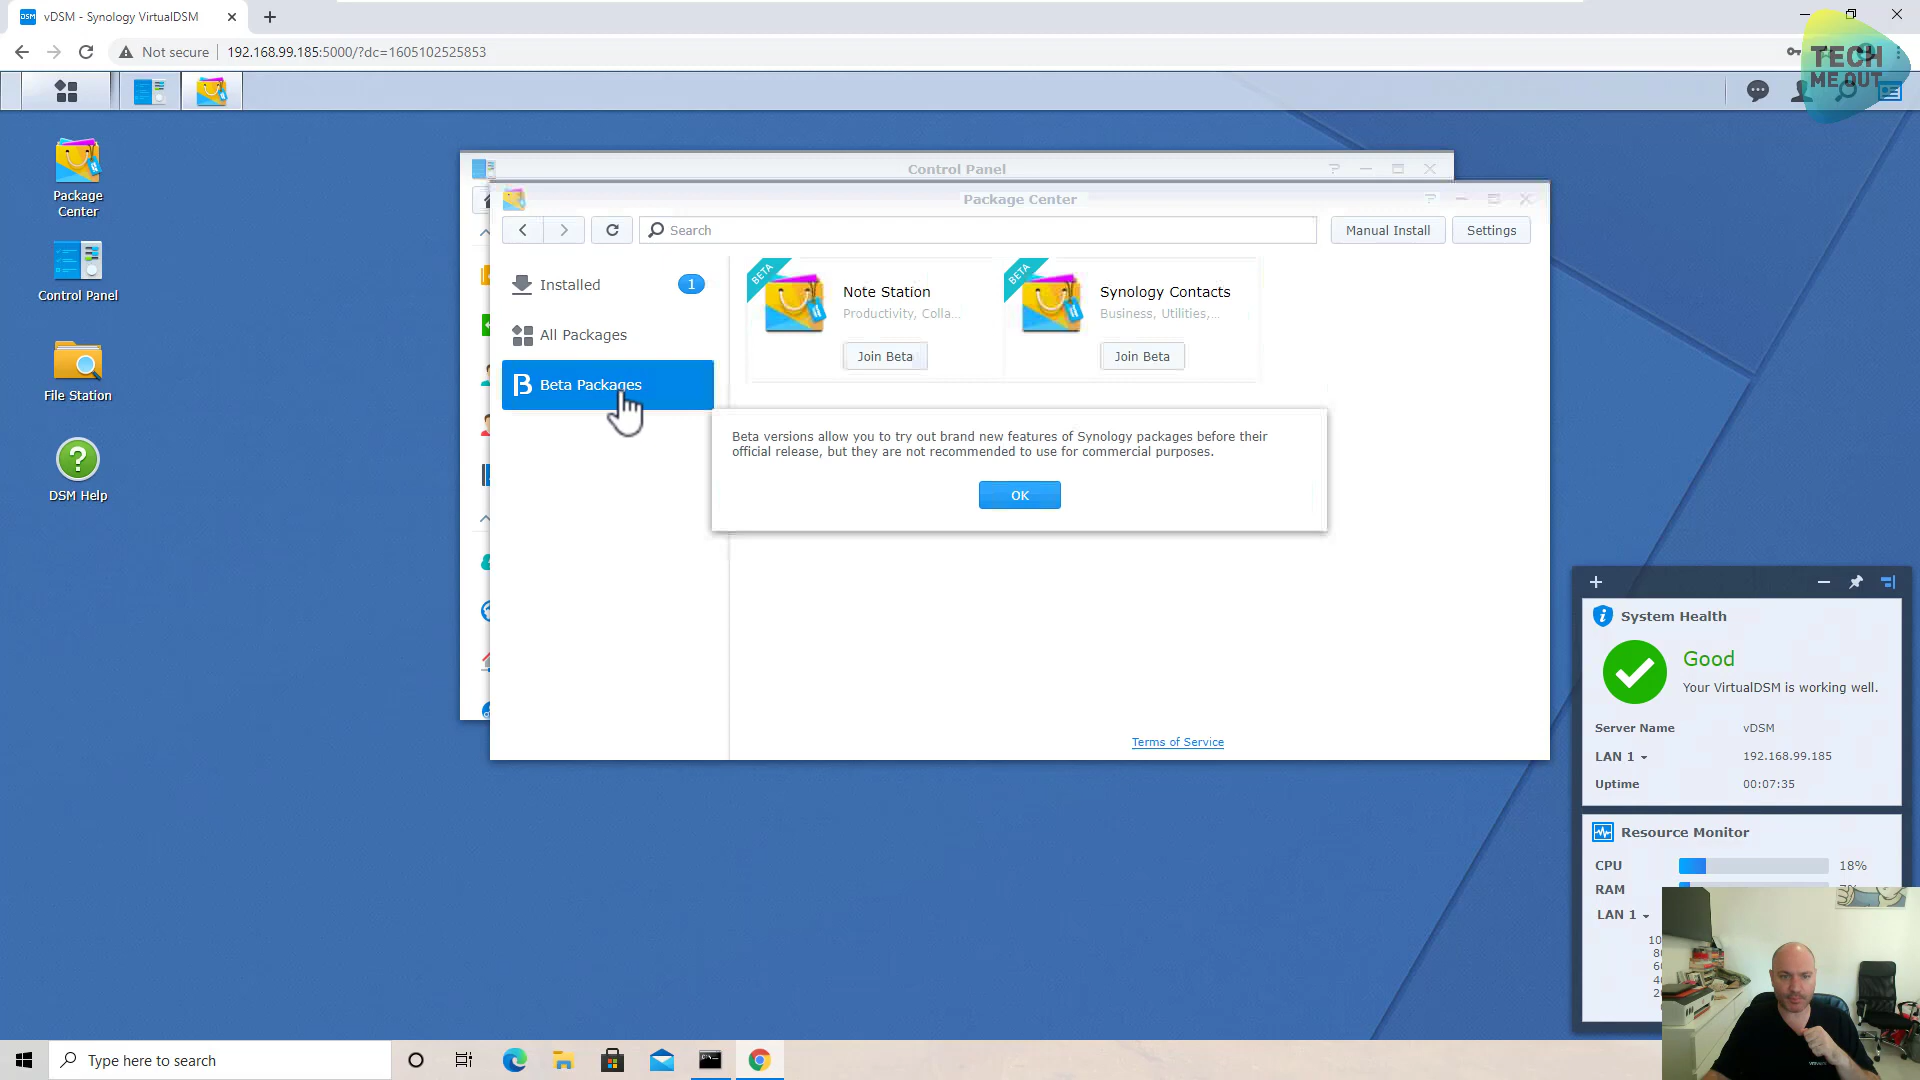 vDSM - Synology VirtualDSM
Not secure
192.168.99.185:5000/?dc=1605102525853
TECH
ME OUT
Package
Center
Control Panel
File Station
DSM Help
Control Panel
Package Center
Search
Manual Install
Settings
Installed
1
All Packages
Beta Packages
BETA
Note Station
Productivity, Colla...
Join Beta
BETA
Synology Contacts
Business, Utilities,...
Join Beta
Beta versions allow you to try out brand new features of Synology packages before their
official release, but they are not recommended to use for commercial purposes.
OK
Terms of Service
System Health
Good
Your VirtualDSM is working well.
Server Name vDSM
LAN 1 192.168.99.185
Uptime 00:07:35
Resource Monitor
CPU 18%
RAM
LAN 1
Type here to search